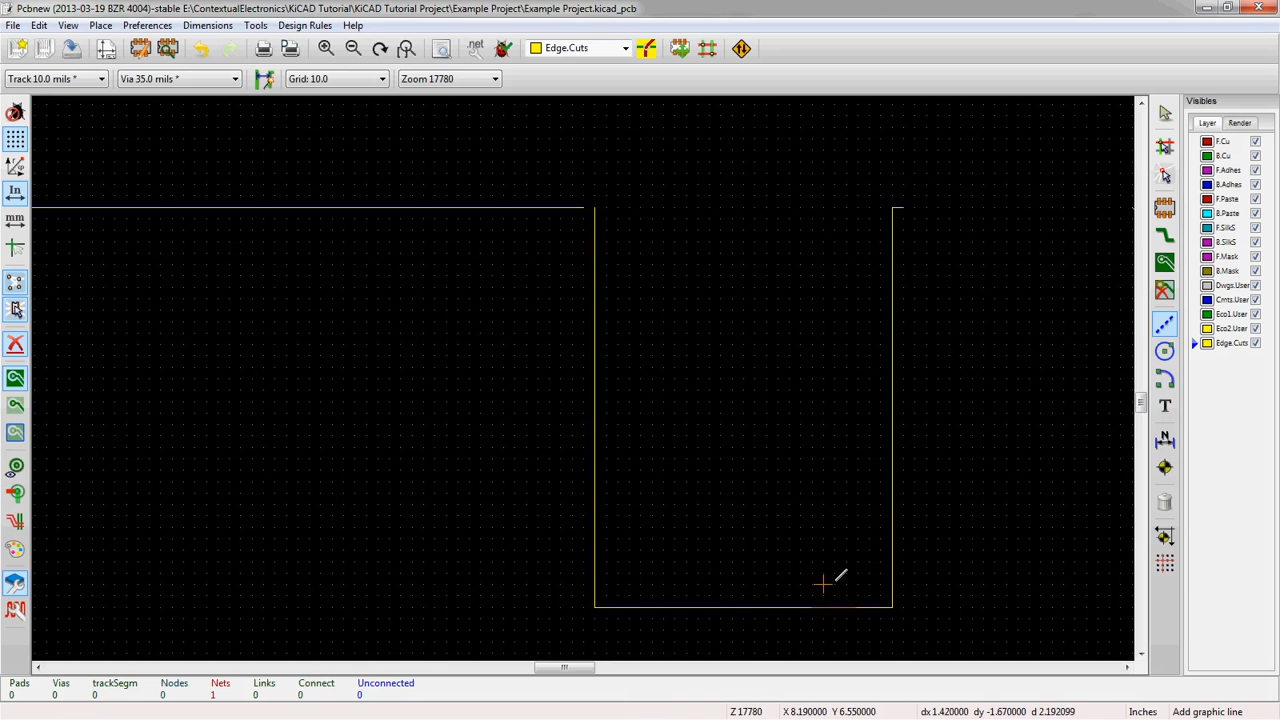 Pcbnew (2013-03-19 BZR 4004)-stable E:\ContextualElectronics\KiCAD Tutorial\KiCAD Tutorial Project\Example Project\Example Project.kicad_pcb
File Edit View Place Preferences Dimensions Tools Design Rules Help
.net Edge.Cuts
Track 10.0 mils * Via 35.0 mils * Grid: 10.0 Zoom 17780
Visibles
Layer Render
F.Cu
B.Cu
F.Adhes
B.Adhes
F.Paste
B.Paste
F.SilkS
B.SilkS
F.Mask
B.Mask
Dwgs.User
Cmts.User
Eco1.User
Eco2.User
Edge.Cuts
In
mm
T
N
Pads Vias trackSegm Nodes Nets Links Connect Unconnected
0 0 0 0 1 0 0 0
Z 17780 X 8.190000 Y 6.550000 dx 1.420000 dy -1.670000 d 2.192099 Inches Add graphic line